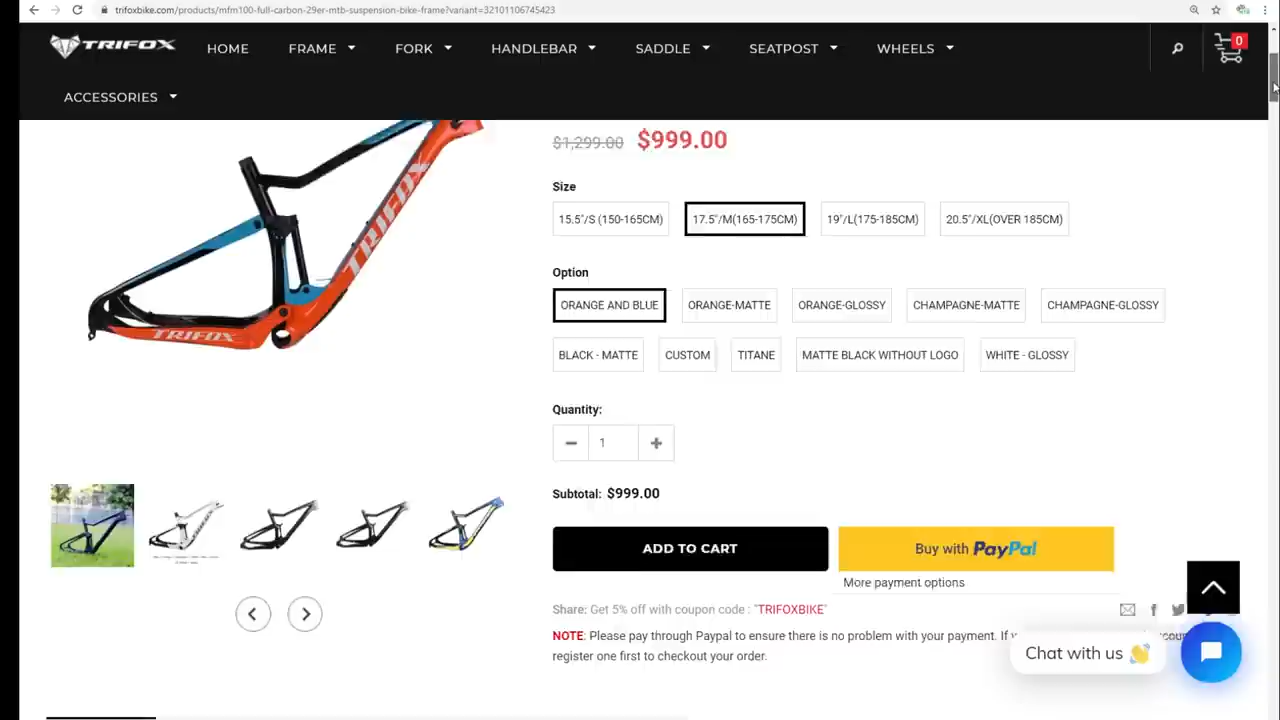 trifoxbike.com/products/mfm100-full-carbon-29er-mtb-suspension-bike-frame?variant=32101106745423
TRIFOX HOME FRAME FORK HANDLEBAR SADDLE SEATPOST WHEELS 0
ACCESSORIES
$1,299.00 $999.00
Size
15.5"/S (150-165CM) 17.5"/M(165-175CM) 19"/L(175-185CM) 20.5"/XL(OVER 185CM)
Option
ORANGE AND BLUE ORANGE-MATTE ORANGE-GLOSSY CHAMPAGNE-MATTE CHAMPAGNE-GLOSSY
BLACK - MATTE CUSTOM TITANE MATTE BLACK WITHOUT LOGO WHITE - GLOSSY
TRIFOX
TRIFOX
Quantity:
1
Subtotal: $999.00
ADD TO CART Buy with PayPal
More payment options
Share: Get 5% off with coupon code : "TRIFOXBIKE"
NOTE: Please pay through Paypal to ensure there is no problem with your payment. If
register one first to checkout your order.
Chat with us 👋